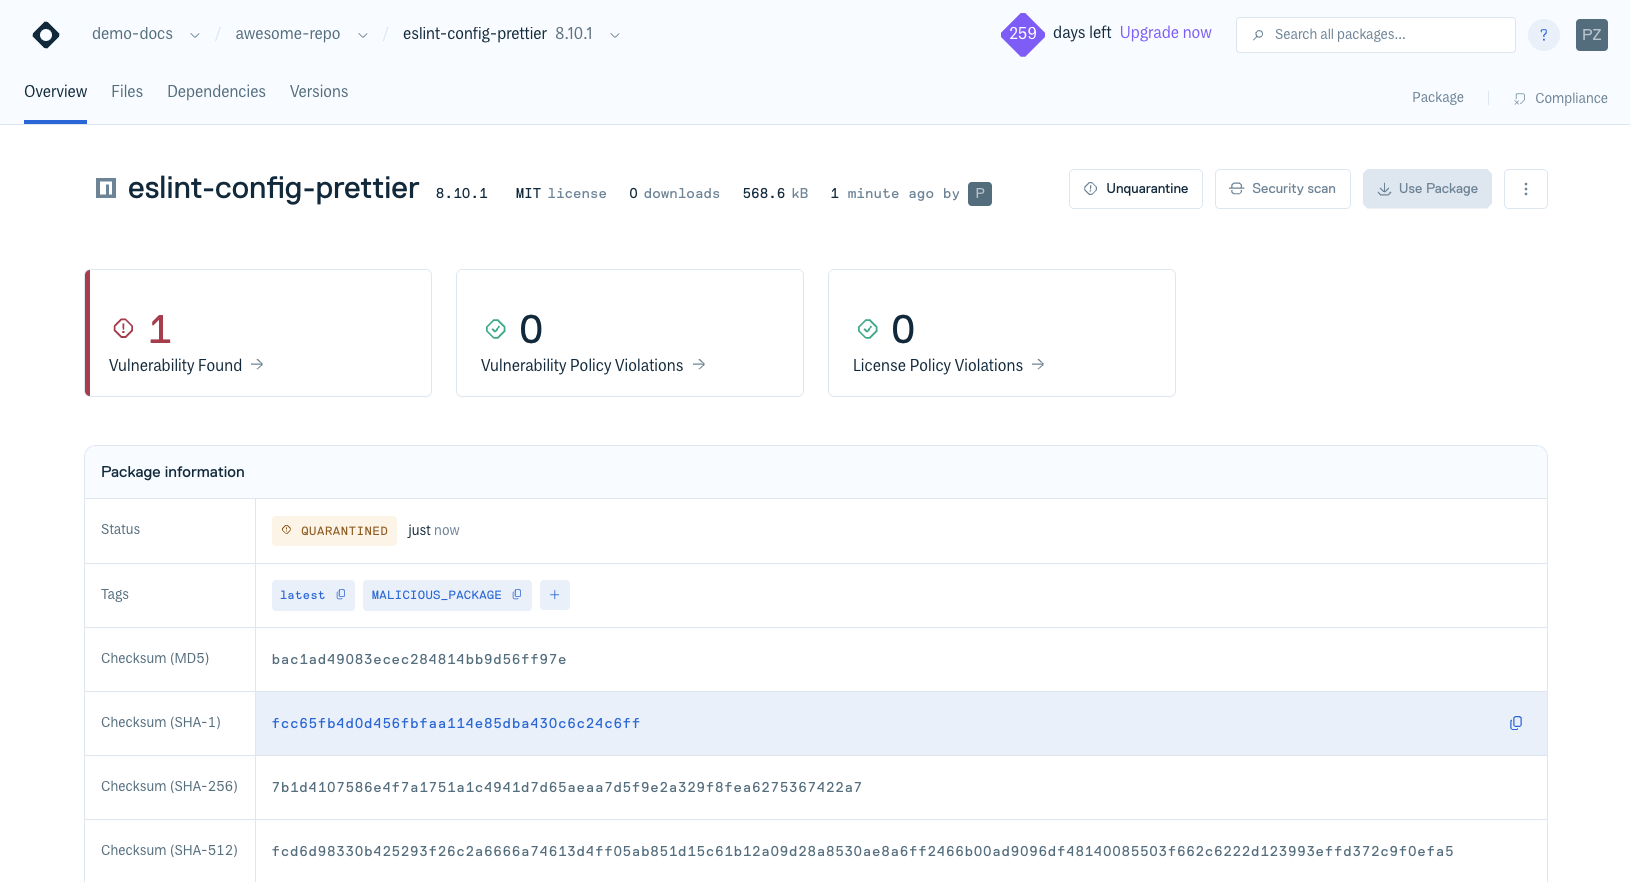 demo-docs / awesome-repo / eslint-config-prettier 8.10.1
259 days left Upgrade now
Search all packages...
?
PZ
Overview Files Dependencies Versions
Package Compliance
eslint-config-prettier 8.10.1 MIT license 0 downloads 568.6 kB 1 minute ago by P
Unquarantine Security scan Use Package
1
Vulnerability Found →
0
Vulnerability Policy Violations →
0
License Policy Violations →
Package information
Status QUARANTINED just now
Tags latest MALICIOUS_PACKAGE +
Checksum (MD5) bac1ad49083ecec284814bb9d56ff97e
Checksum (SHA-1) fcc65fb4d0d456fbfaa114e85dba430c6c24c6ff
Checksum (SHA-256) 7b1d4107586e4f7a1751a1c4941d7d65aeaa7d5f9e2a329f8fea6275367422a7
Checksum (SHA-512) fcd6d98330b425293f26c2a6666a74613d4ff05ab851d15c61b12a09d28a8530ae8a6ff2466b00ad9096df48140085503f662c6222d123993effd372c9f0efa5